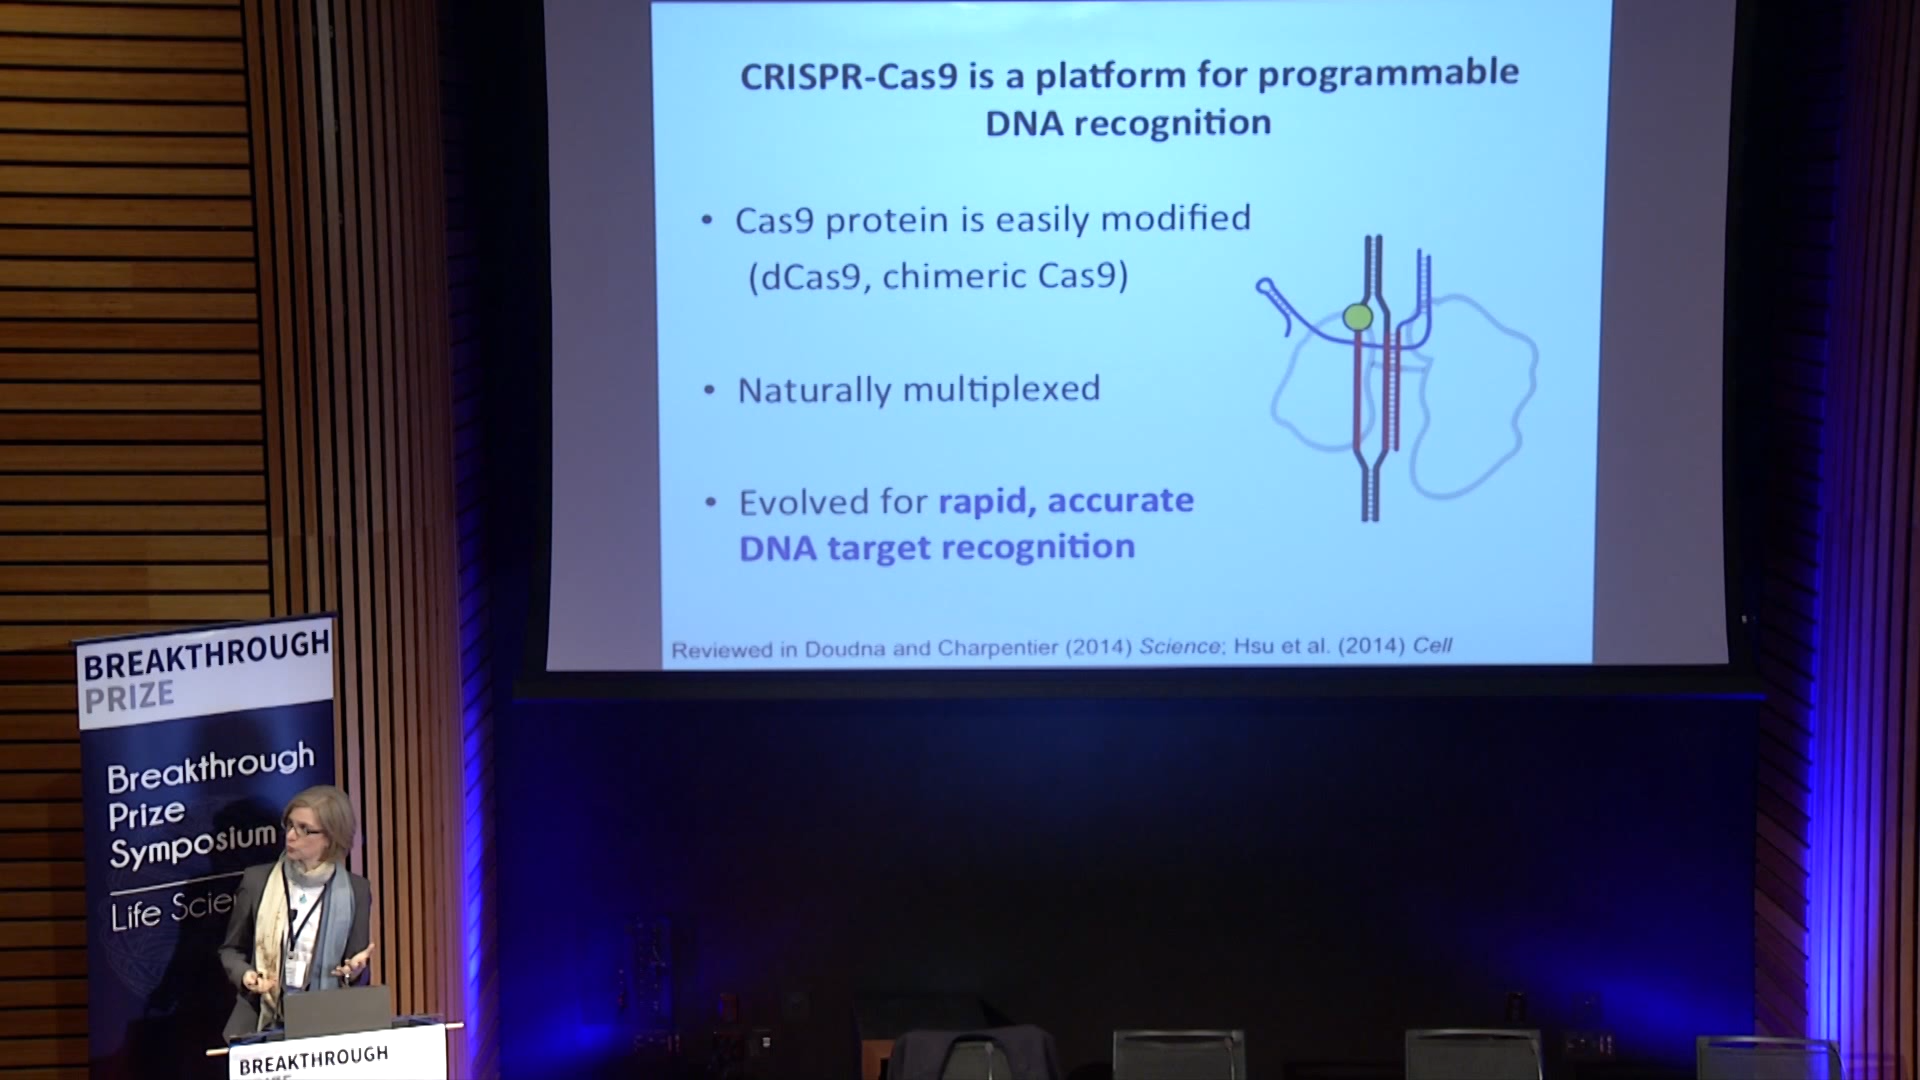 CRISPR-Cas9 is a platform for programmable
DNA recognition
• Cas9 protein is easily modified
(dCas9, chimeric Cas9)
• Naturally multiplexed
• Evolved for rapid, accurate
DNA target recognition
Reviewed in Doudna and Charpentier (2014) Science; Hsu et al. (2014) Cell
BREAKTHROUGH
PRIZE
Breakthrough
Prize
Symposium
Life Scie
BREAKTHROUGH